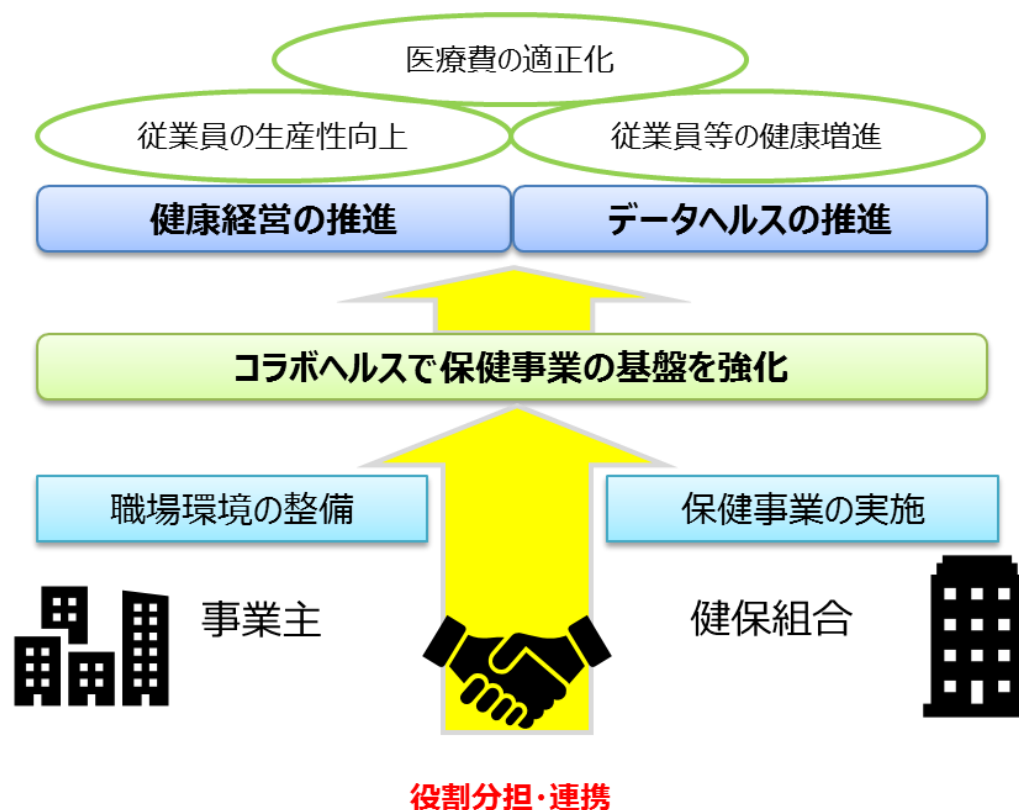 医療費の適正化
従業員の生産性向上
従業員等の健康増進
健康経営の推進
データヘルスの推進
コラボヘルスで保健事業の基盤を強化
職場環境の整備
保健事業の実施
事業主
健保組合
役割分担･連携